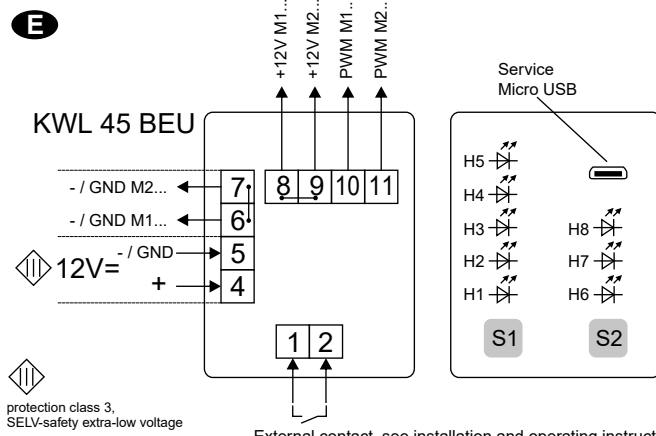 E
+12V M1...
+12V M2...
PWM M1...
PWM M2...
KWL 45 BEU
- / GND M2...
- / GND M1...
- / GND
12V=
+
7
6
5
4
8 9 10 11
1 2
III
III
protection class 3,
SELV-safety extra-low voltage
Service
Micro USB
H5
H4
H3
H2
H1
H8
H7
H6
S1
S2
External contact, see installation and operating instruct